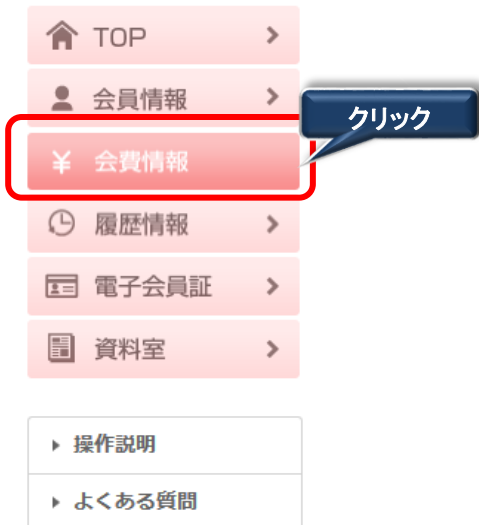 TOP
会員情報
クリック
¥ 会費情報
履歴情報
電子会員証
資料室
操作説明
よくある質問